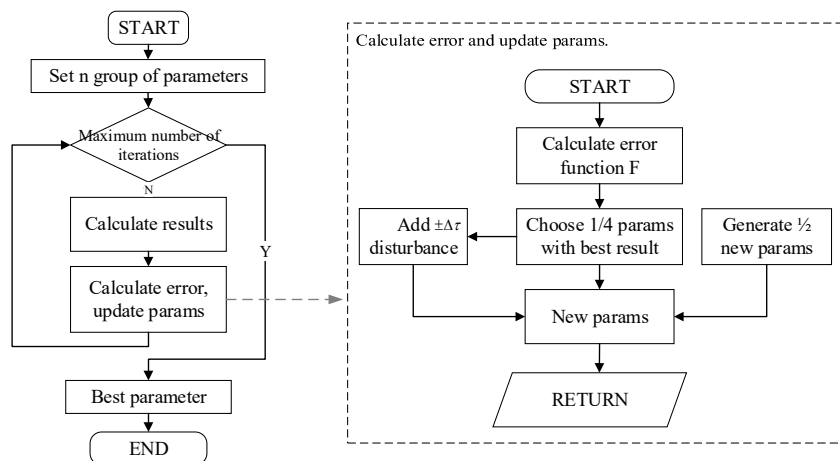 START
Set n group of parameters
Maximum number of
iterations
N
Calculate results
Y
Calculate error,
update params
Best parameter
END
Calculate error and update params.
START
Calculate error
function F
Add ±Δτ
disturbance
Choose 1/4 params
with best result
Generate ½
new params
New params
RETURN